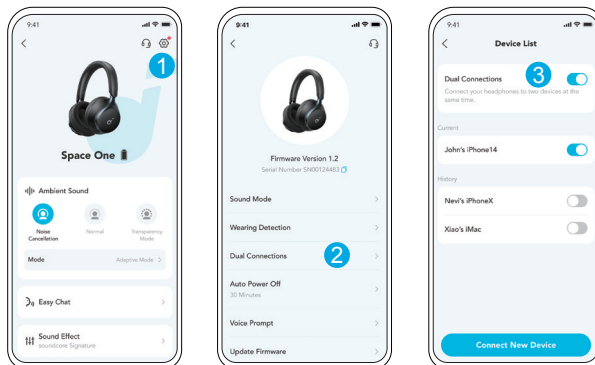 9:41
1
Space One
Ambient Sound
Noise Cancellation
Normal
Transparency Mode
Mode
Adaptive Mode
Easy Chat
Sound Effect
soundcore Signature
9:41
Firmware Version 1.2
Serial Number SN00124483
Sound Mode
Wearing Detection
Dual Connections
2
Auto Power Off
30 Minutes
Voice Prompt
Update Firmware
9:41
Device List
Dual Connections
3
Connect your headphones to two devices at the
same time.
Current
John's iPhone14
History
Nevi's iPhoneX
Xiao's iMac
Connect New Device